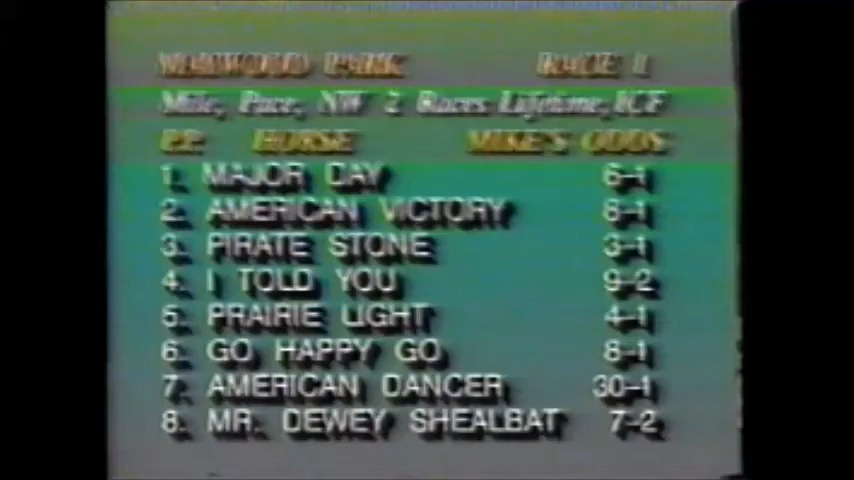 MAYWOOD PARK RACE 1
Mile, Pace, NW 2 Races Lifetime, ICF
P.P. HORSE MIKE'S ODDS
1. MAJOR DAY 6-1
2. AMERICAN VICTORY 8-1
3. PIRATE STONE 3-1
4. I TOLD YOU 9-2
5. PRAIRIE LIGHT 4-1
6. GO HAPPY GO 8-1
7. AMERICAN DANCER 30-1
8. MR. DEWEY SHEALBAT 7-2